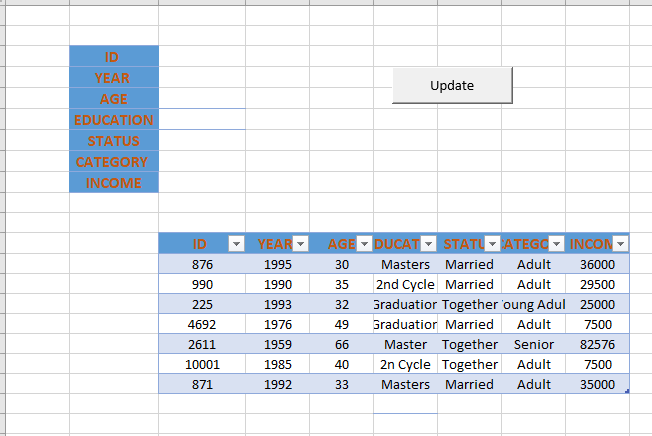 ID
YEAR
AGE
EDUCATION
STATUS
CATEGORY
INCOME
Update
ID YEAR AGE DUCAT STATU ATEGC INCOM
876 1995 30 Masters Married Adult 36000
990 1990 35 2nd Cycle Married Adult 29500
225 1993 32 Graduation Together oung Adul 25000
4692 1976 49 Graduation Married Adult 7500
2611 1959 66 Master Together Senior 82576
10001 1985 40 2n Cycle Together Adult 7500
871 1992 33 Masters Married Adult 35000